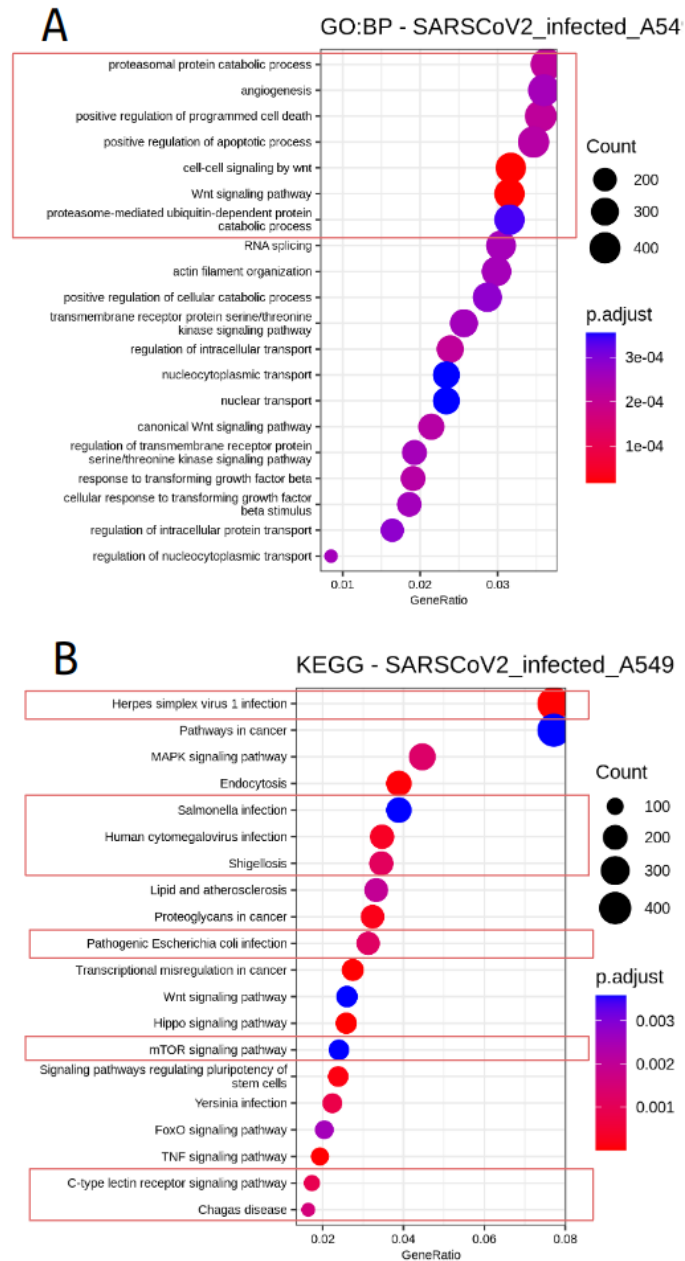 A
GO:BP - SARSCoV2_infected_A54
proteasomal protein catabolic process
angiogenesis
positive regulation of programmed cell death
positive regulation of apoptotic process
cell-cell signaling by wnt
Wnt signaling pathway
proteasome-mediated ubiquitin-dependent protein
catabolic process
RNA splicing
actin filament organization
positive regulation of cellular catabolic process
transmembrane receptor protein serine/threonine
kinase signaling pathway
regulation of intracellular transport
nucleocytoplasmic transport
nuclear transport
canonical Wnt signaling pathway
regulation of transmembrane receptor protein
serine/threonine kinase signaling pathway
response to transforming growth factor beta
cellular response to transforming growth factor
beta stimulus
regulation of intracellular protein transport
regulation of nucleocytoplasmic transport
0.01 0.02 0.03
GeneRatio
Count
200
300
400
p.adjust
3e-04
2e-04
1e-04
B
KEGG - SARSCoV2_infected_A549
Herpes simplex virus 1 infection
Pathways in cancer
MAPK signaling pathway
Endocytosis
Salmonella infection
Human cytomegalovirus infection
Shigellosis
Lipid and atherosclerosis
Proteoglycans in cancer
Pathogenic Escherichia coli infection
Transcriptional misregulation in cancer
Wnt signaling pathway
Hippo signaling pathway
mTOR signaling pathway
Signaling pathways regulating pluripotency of
stem cells
Yersinia infection
FoxO signaling pathway
TNF signaling pathway
C-type lectin receptor signaling pathway
Chagas disease
0.02 0.04 0.06 0.08
GeneRatio
Count
100
200
300
400
p.adjust
0.003
0.002
0.001